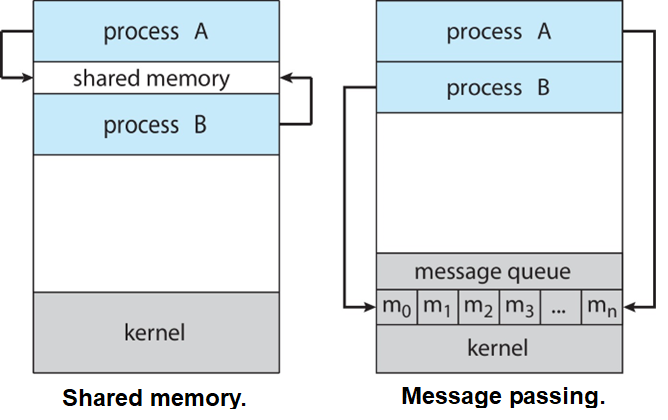 process A
shared memory
process B
kernel
Shared memory.
process A
process B
message queue
m₀ m₁ m₂ m₃ ... mₙ
kernel
Message passing.